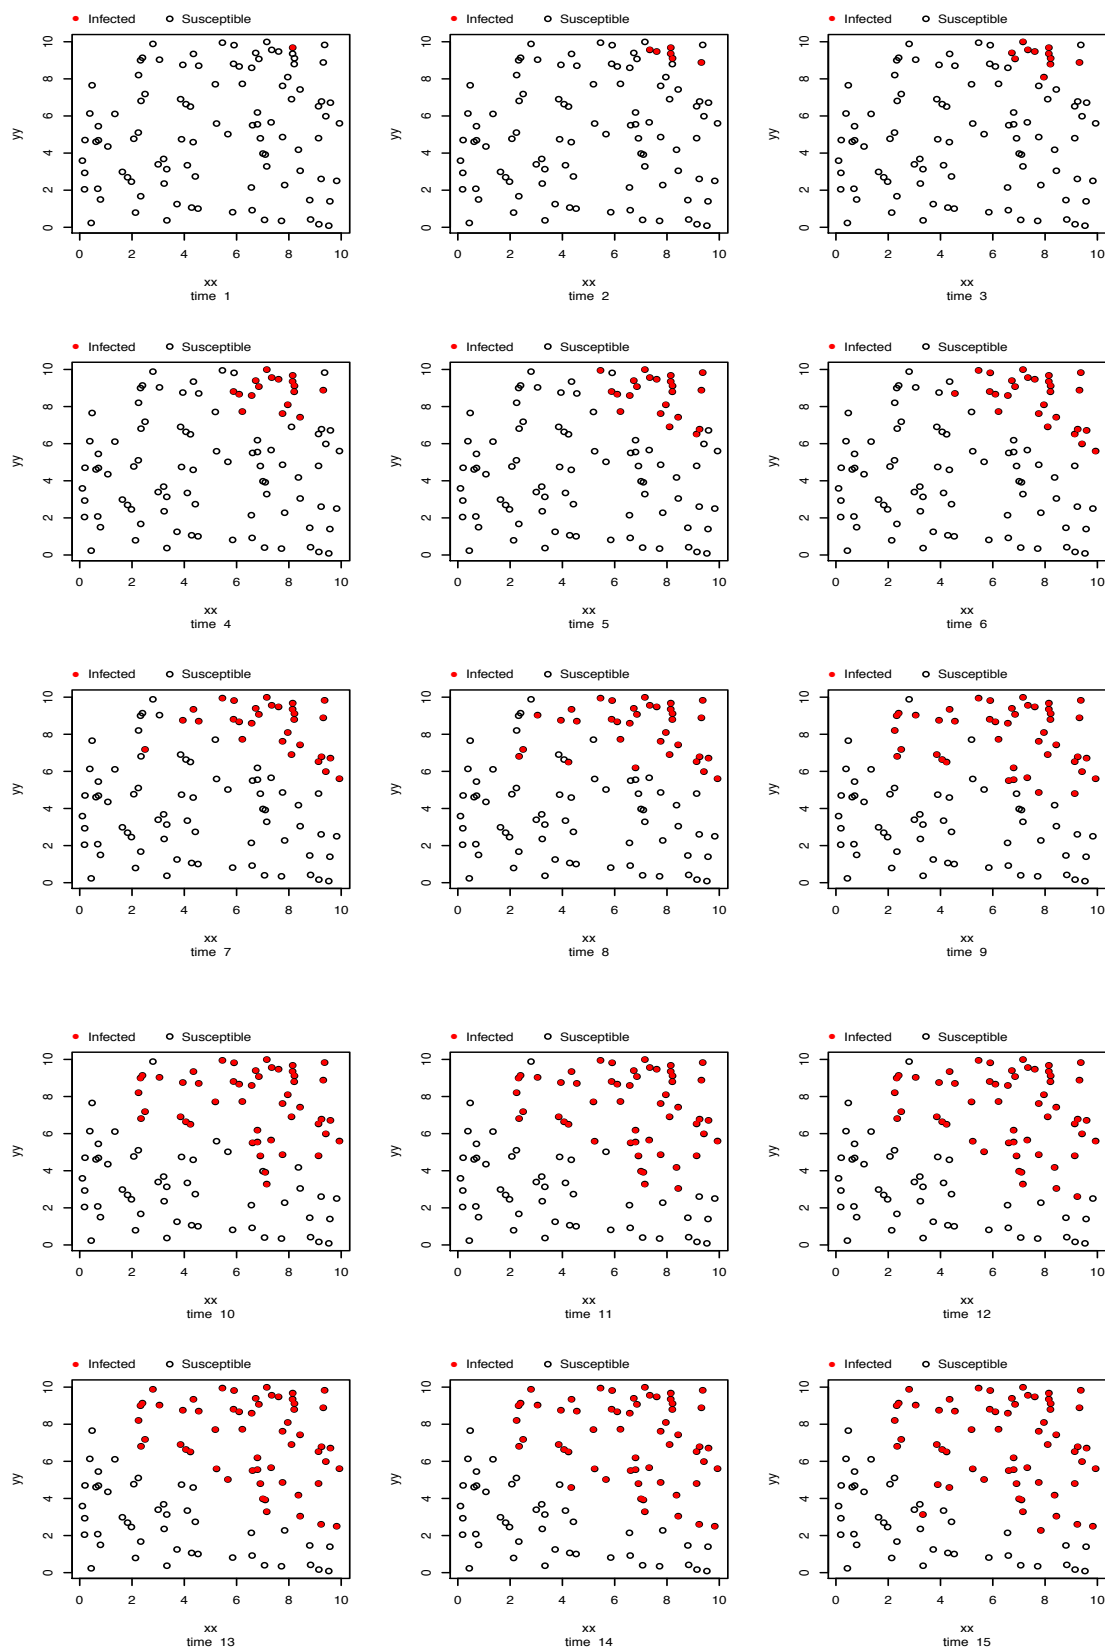 Infected Susceptible
yy
0 2 4 6 8 10
0 2 4 6 8 10
xx
time 1
Infected Susceptible
yy
0 2 4 6 8 10
0 2 4 6 8 10
xx
time 2
Infected Susceptible
yy
0 2 4 6 8 10
0 2 4 6 8 10
xx
time 3
Infected Susceptible
yy
0 2 4 6 8 10
0 2 4 6 8 10
xx
time 4
Infected Susceptible
yy
0 2 4 6 8 10
0 2 4 6 8 10
xx
time 5
Infected Susceptible
yy
0 2 4 6 8 10
0 2 4 6 8 10
xx
time 6
Infected Susceptible
yy
0 2 4 6 8 10
0 2 4 6 8 10
xx
time 7
Infected Susceptible
yy
0 2 4 6 8 10
0 2 4 6 8 10
xx
time 8
Infected Susceptible
yy
0 2 4 6 8 10
0 2 4 6 8 10
xx
time 9
Infected Susceptible
yy
0 2 4 6 8 10
0 2 4 6 8 10
xx
time 10
Infected Susceptible
yy
0 2 4 6 8 10
0 2 4 6 8 10
xx
time 11
Infected Susceptible
yy
0 2 4 6 8 10
0 2 4 6 8 10
xx
time 12
Infected Susceptible
yy
0 2 4 6 8 10
0 2 4 6 8 10
xx
time 13
Infected Susceptible
yy
0 2 4 6 8 10
0 2 4 6 8 10
xx
time 14
Infected Susceptible
yy
0 2 4 6 8 10
0 2 4 6 8 10
xx
time 15